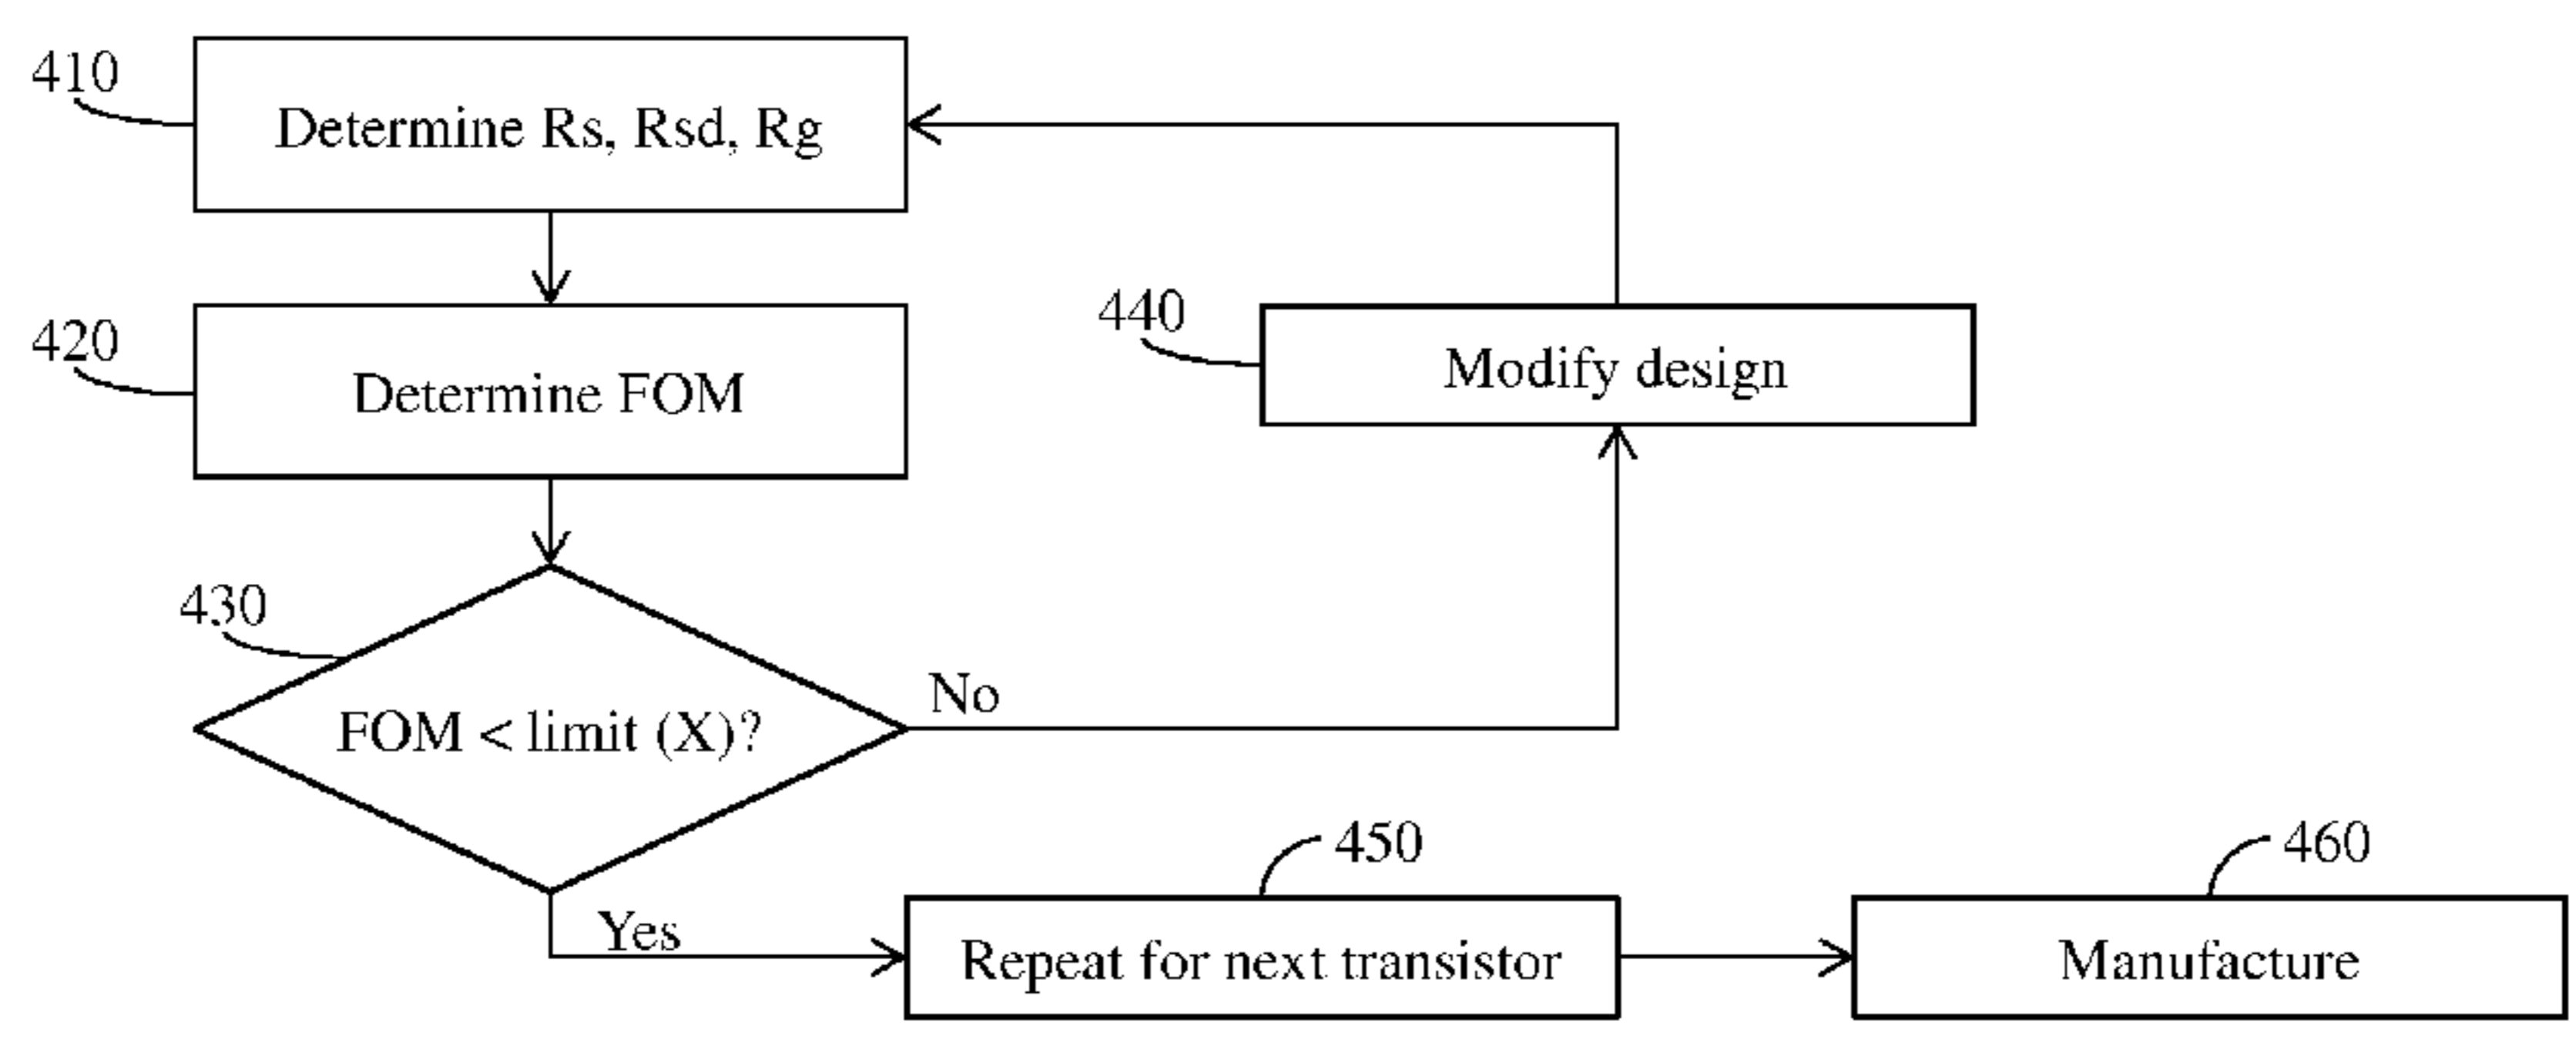 410
Determine Rs, Rsd, Rg
420
Determine FOM
440
Modify design
430
FOM < limit (X)?
No
Yes
450
Repeat for next transistor
460
Manufacture